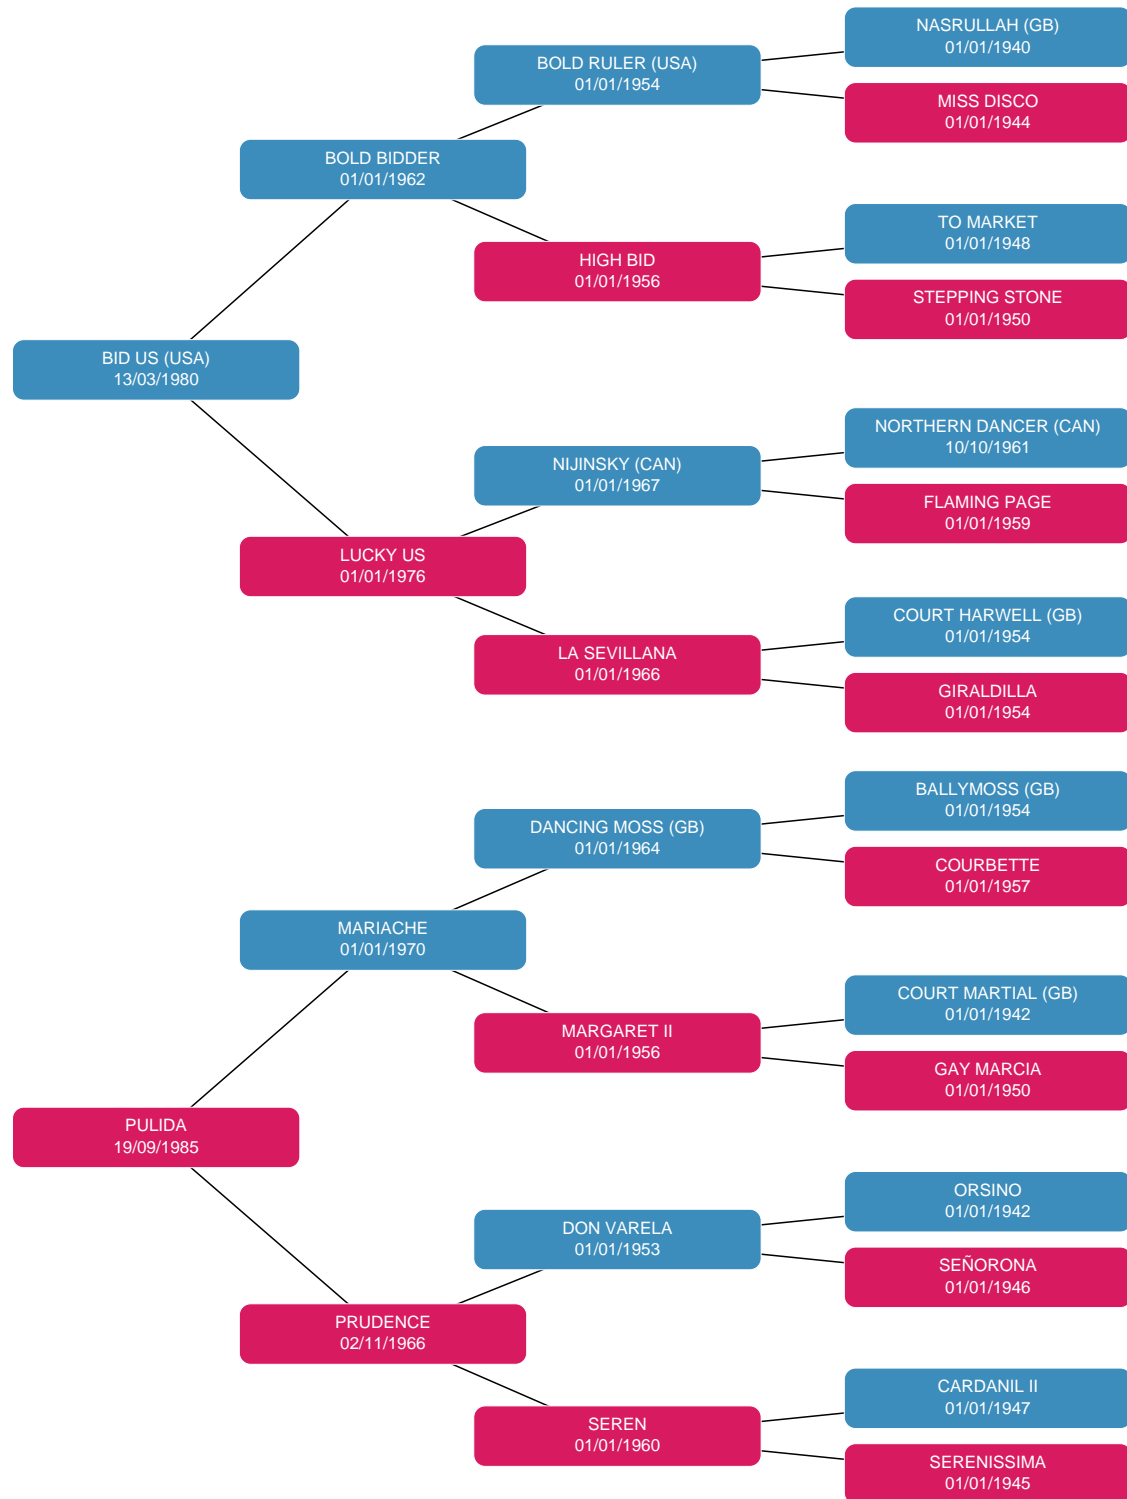 NASRULLAH (GB)
01/01/1940
BOLD RULER (USA)
01/01/1954
MISS DISCO
01/01/1944
BOLD BIDDER
01/01/1962
TO MARKET
01/01/1948
HIGH BID
01/01/1956
STEPPING STONE
01/01/1950
BID US (USA)
13/03/1980
NORTHERN DANCER (CAN)
10/10/1961
NIJINSKY (CAN)
01/01/1967
FLAMING PAGE
01/01/1959
LUCKY US
01/01/1976
COURT HARWELL (GB)
01/01/1954
LA SEVILLANA
01/01/1966
GIRALDILLA
01/01/1954
BALLYMOSS (GB)
01/01/1954
DANCING MOSS (GB)
01/01/1964
COURBETTE
01/01/1957
MARIACHE
01/01/1970
COURT MARTIAL (GB)
01/01/1942
MARGARET II
01/01/1956
GAY MARCIA
01/01/1950
PULIDA
19/09/1985
ORSINO
01/01/1942
DON VARELA
01/01/1953
SEÑORONA
01/01/1946
PRUDENCE
02/11/1966
CARDANIL II
01/01/1947
SEREN
01/01/1960
SERENISSIMA
01/01/1945